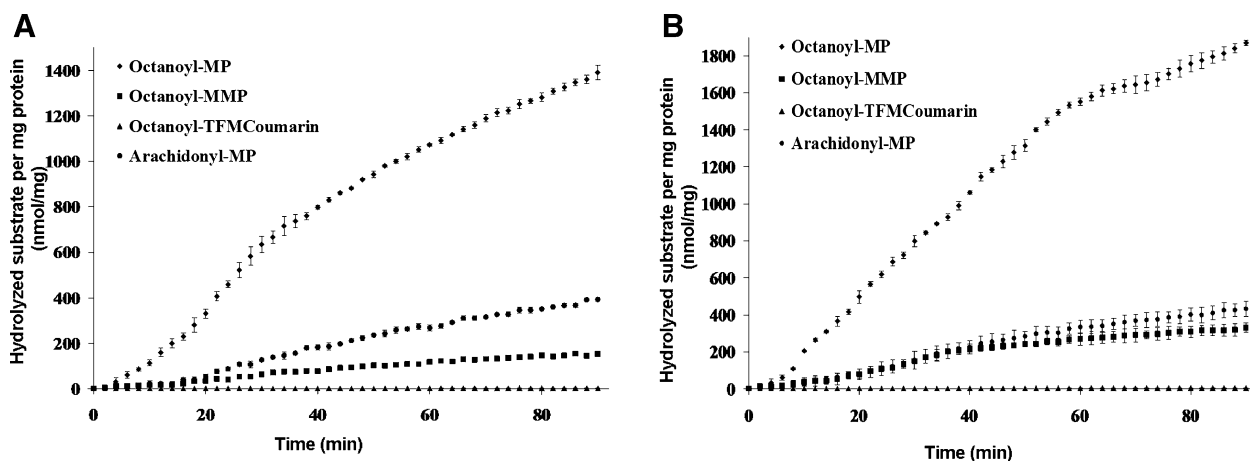 A
Hydrolyzed substrate per mg protein
(nmol/mg)
1400
1200
1000
800
600
400
200
0
Octanoyl-MP
Octanoyl-MMP
Octanoyl-TFMCoumarin
Arachidonyl-MP
0 20 40 60 80
Time (min)
B
Hydrolyzed substrate per mg protein
(nmol/mg)
1800
1600
1400
1200
1000
800
600
400
200
0
Octanoyl-MP
Octanoyl-MMP
Octanoyl-TFMCoumarin
Arachidonyl-MP
0 20 40 60 80
Time (min)